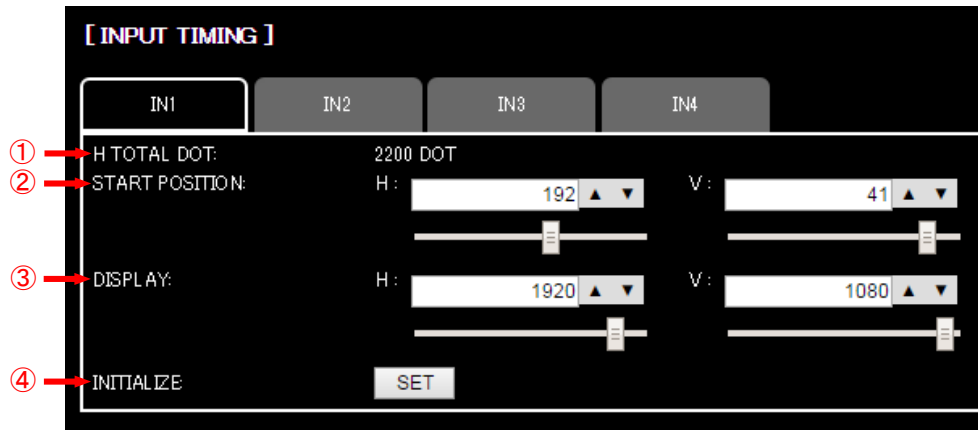 [ INPUT TIMING ]
IN1 IN2 IN3 IN4
① H TOTAL DOT: 2200 DOT
② START POSITION: H : 192 ▲ ▼ V : 41 ▲ ▼
③ DISPLAY: H : 1920 ▲ ▼ V : 1080 ▲ ▼
④ INITIALIZE: SET